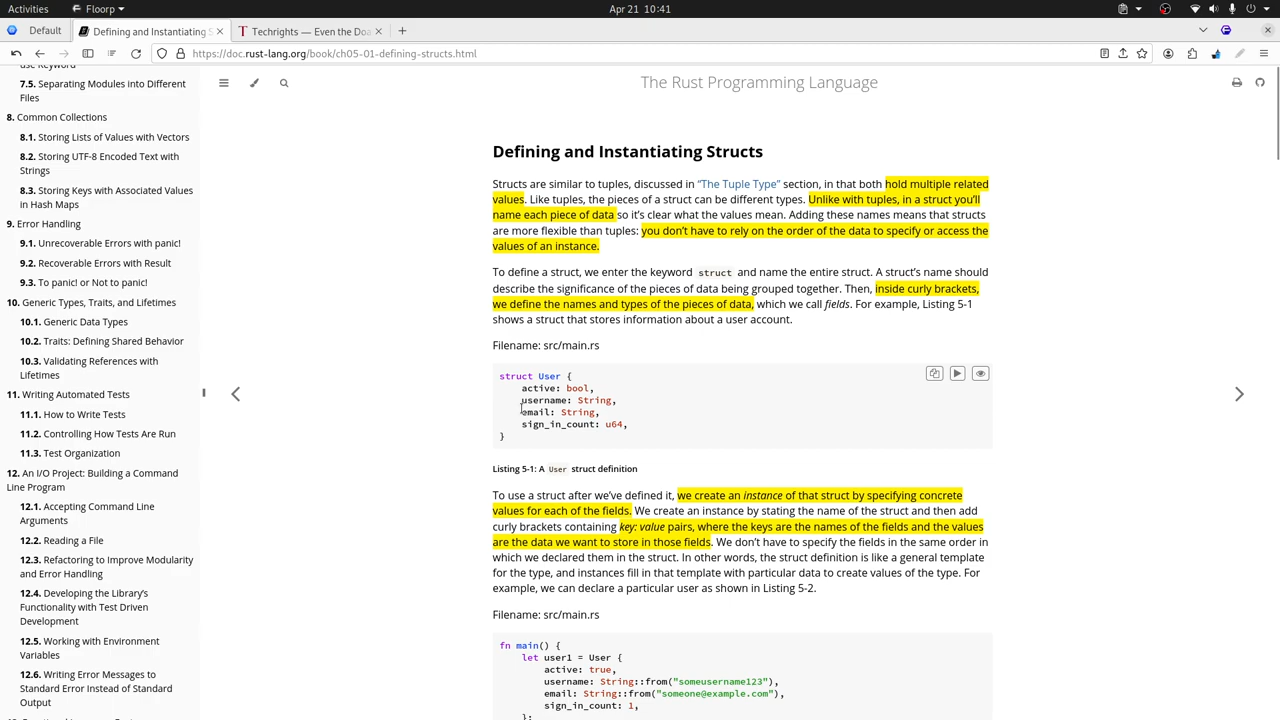 Activities
Floorp
Apr 21 10:41
Default
Defining and Instantiating S
Techrights — Even the Doa
https://doc.rust-lang.org/book/ch05-01-defining-structs.html
use Keyword
7.5. Separating Modules into Different
Files
8. Common Collections
8.1. Storing Lists of Values with Vectors
8.2. Storing UTF-8 Encoded Text with
Strings
8.3. Storing Keys with Associated Values
in Hash Maps
9. Error Handling
9.1. Unrecoverable Errors with panic!
9.2. Recoverable Errors with Result
9.3. To panic! or Not to panic!
10. Generic Types, Traits, and Lifetimes
10.1. Generic Data Types
10.2. Traits: Defining Shared Behavior
10.3. Validating References with
Lifetimes
11. Writing Automated Tests
11.1. How to Write Tests
11.2. Controlling How Tests Are Run
11.3. Test Organization
12. An I/O Project: Building a Command
Line Program
12.1. Accepting Command Line
Arguments
12.2. Reading a File
12.3. Refactoring to Improve Modularity
and Error Handling
12.4. Developing the Library's
Functionality with Test Driven
Development
12.5. Working with Environment
Variables
12.6. Writing Error Messages to
Standard Error Instead of Standard
Output
The Rust Programming Language
Defining and Instantiating Structs
Structs are similar to tuples, discussed in "The Tuple Type" section, in that both hold multiple related
values. Like tuples, the pieces of a struct can be different types. Unlike with tuples, in a struct you'll
name each piece of data so it's clear what the values mean. Adding these names means that structs
are more flexible than tuples: you don't have to rely on the order of the data to specify or access the
values of an instance.
To define a struct, we enter the keyword struct and name the entire struct. A struct's name should
describe the significance of the pieces of data being grouped together. Then, inside curly brackets,
we define the names and types of the pieces of data, which we call fields. For example, Listing 5-1
shows a struct that stores information about a user account.
Filename: src/main.rs
struct User {
active: bool,
username: String,
email: String,
sign_in_count: u64,
}
Listing 5-1: A User struct definition
To use a struct after we've defined it, we create an instance of that struct by specifying concrete
values for each of the fields. We create an instance by stating the name of the struct and then add
curly brackets containing key: value pairs, where the keys are the names of the fields and the values
are the data we want to store in those fields. We don't have to specify the fields in the same order in
which we declared them in the struct. In other words, the struct definition is like a general template
for the type, and instances fill in that template with particular data to create values of the type. For
example, we can declare a particular user as shown in Listing 5-2.
Filename: src/main.rs
fn main() {
let user1 = User {
active: true,
username: String::from("someusername123"),
email: String::from("someone@example.com"),
sign_in_count: 1,
};